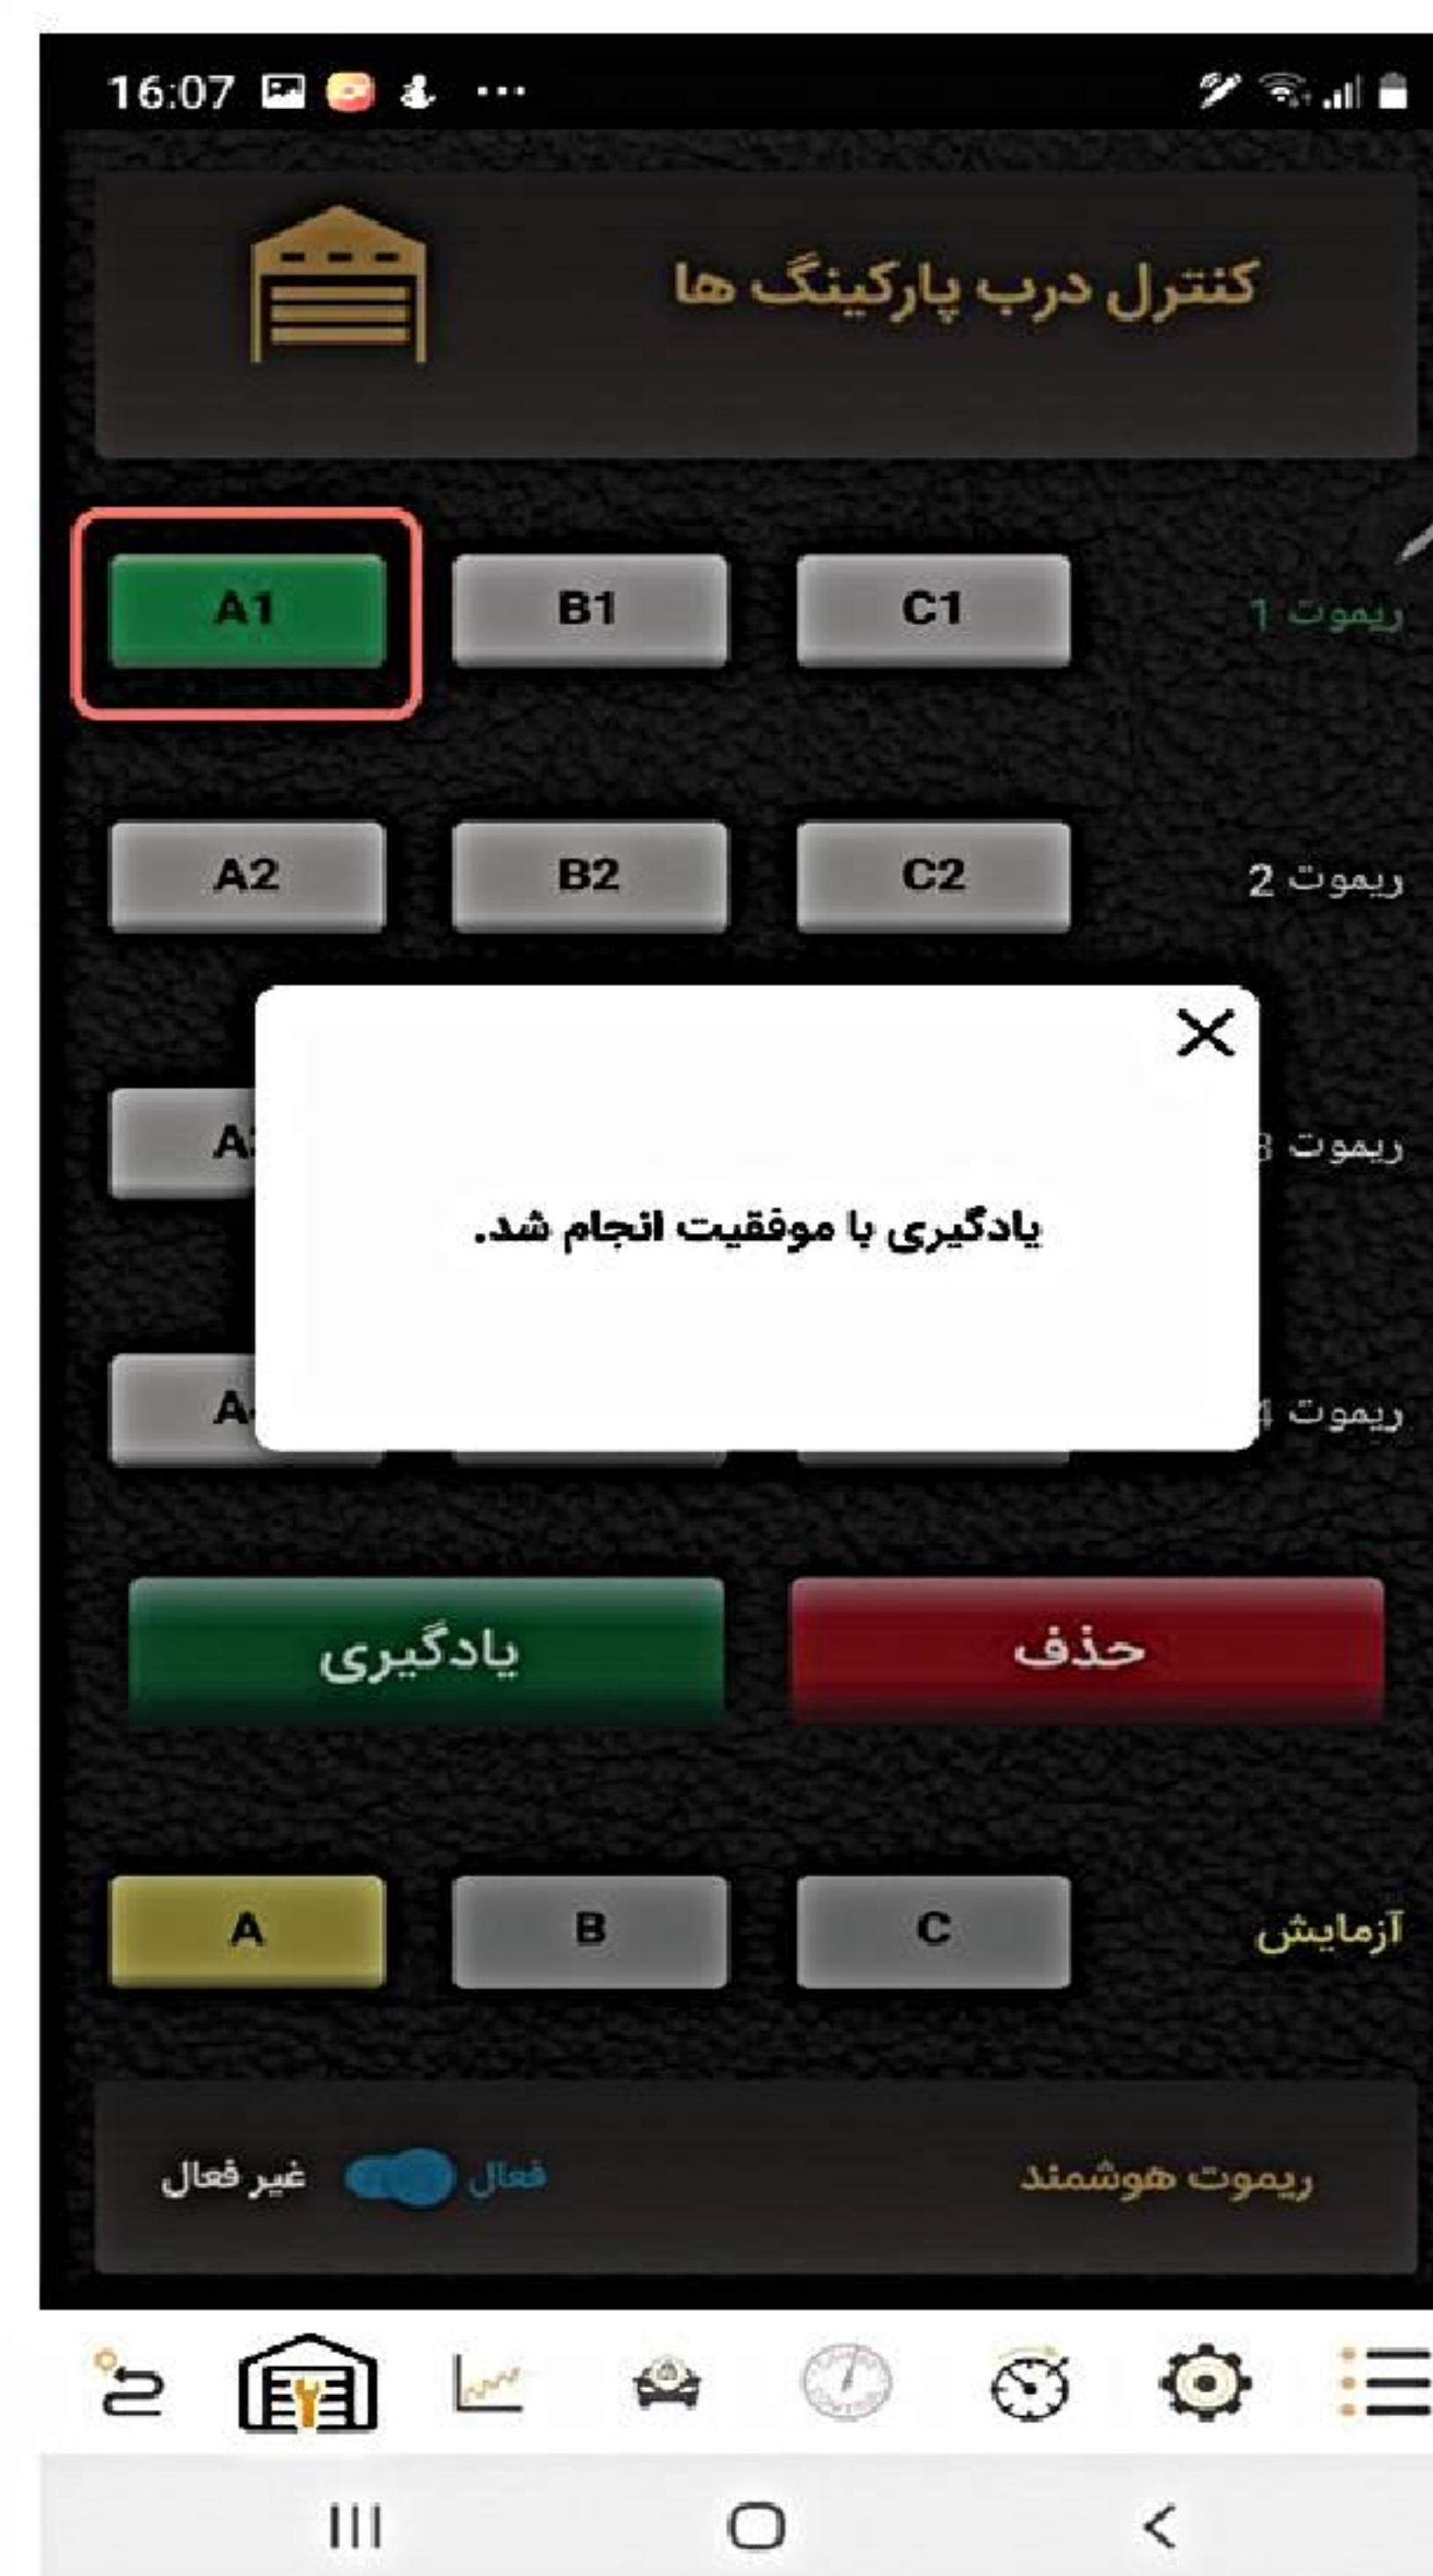 16:07
کنترل درب پارکینگ ها
A1 B1 C1 ریموت 1
A2 B2 C2 ریموت 2
ریموت
یادگیری با موفقیت انجام شد.
ریموت
یادگیری حذف
A B C آزمایش
ریموت هوشمند فعال غیر فعال